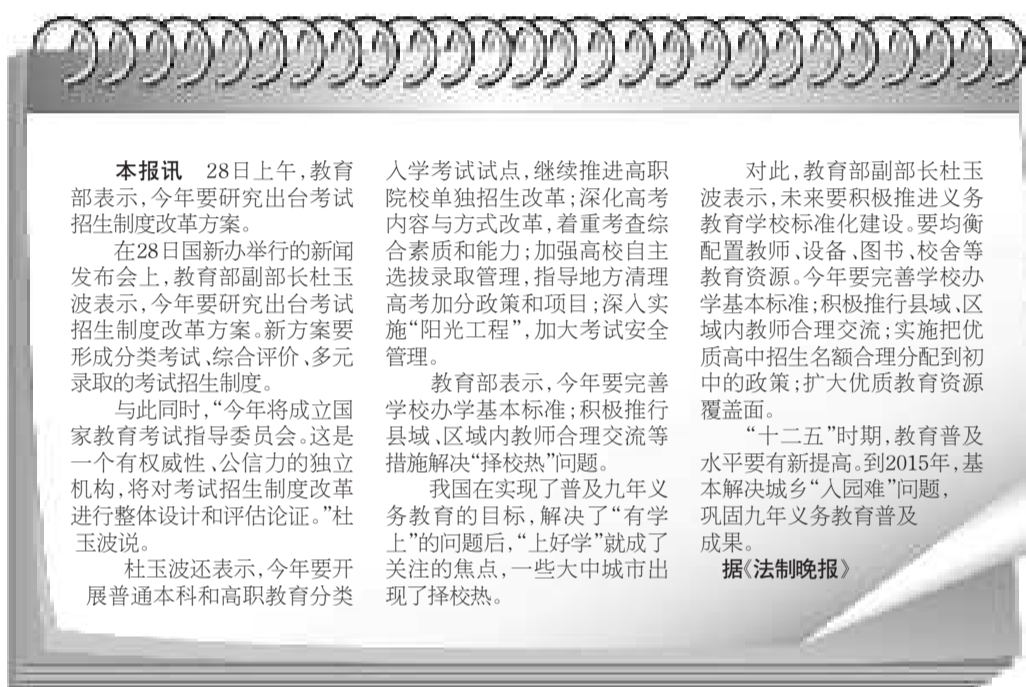 本报讯　28日上午,教育
部表示,今年要研究出台考试
招生制度改革方案。
在28日国新办举行的新闻
发布会上,教育部副部长杜玉
波表示,今年要研究出台考试
招生制度改革方案。新方案要
形成分类考试、综合评价、多元
录取的考试招生制度。
与此同时,“今年将成立国
家教育考试指导委员会。这是
一个有权威性、公信力的独立
机构,将对考试招生制度改革
进行整体设计和评估论证。”杜
玉波说。
杜玉波还表示,今年要开
展普通本科和高职教育分类
入学考试试点,继续推进高职
院校单独招生改革;深化高考
内容与方式改革,着重考查综
合素质和能力;加强高校自主
选拔录取管理,指导地方清理
高考加分政策和项目;深入实
施“阳光工程”,加大考试安全
管理。
教育部表示,今年要完善
学校办学基本标准;积极推行
县域、区域内教师合理交流等
措施解决“择校热”问题。
我国在实现了普及九年义
务教育的目标,解决了“有学
上”的问题后,“上好学”就成了
关注的焦点,一些大中城市出
现了择校热。
对此,教育部副部长杜玉
波表示,未来要积极推进义务
教育学校标准化建设。要均衡
配置教师、设备、图书、校舍等
教育资源。今年要完善学校办
学基本标准;积极推行县域、区
域内教师合理交流;实施把优
质高中招生名额合理分配到初
中的政策;扩大优质教育资源
覆盖面。
“十二五”时期,教育普及
水平要有新提高。到2015年,基
本解决城乡“入园难”问题,
巩固九年义务教育普及
成果。
据《法制晚报》